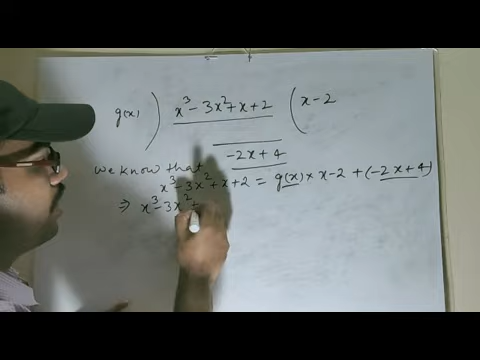 g(x) ) x³ - 3x² + x + 2 ( x - 2
-2x + 4
we know that
x³ - 3x² + x + 2 = g(x) × x - 2 + (-2x + 4)
⇒ x³ - 3x² +